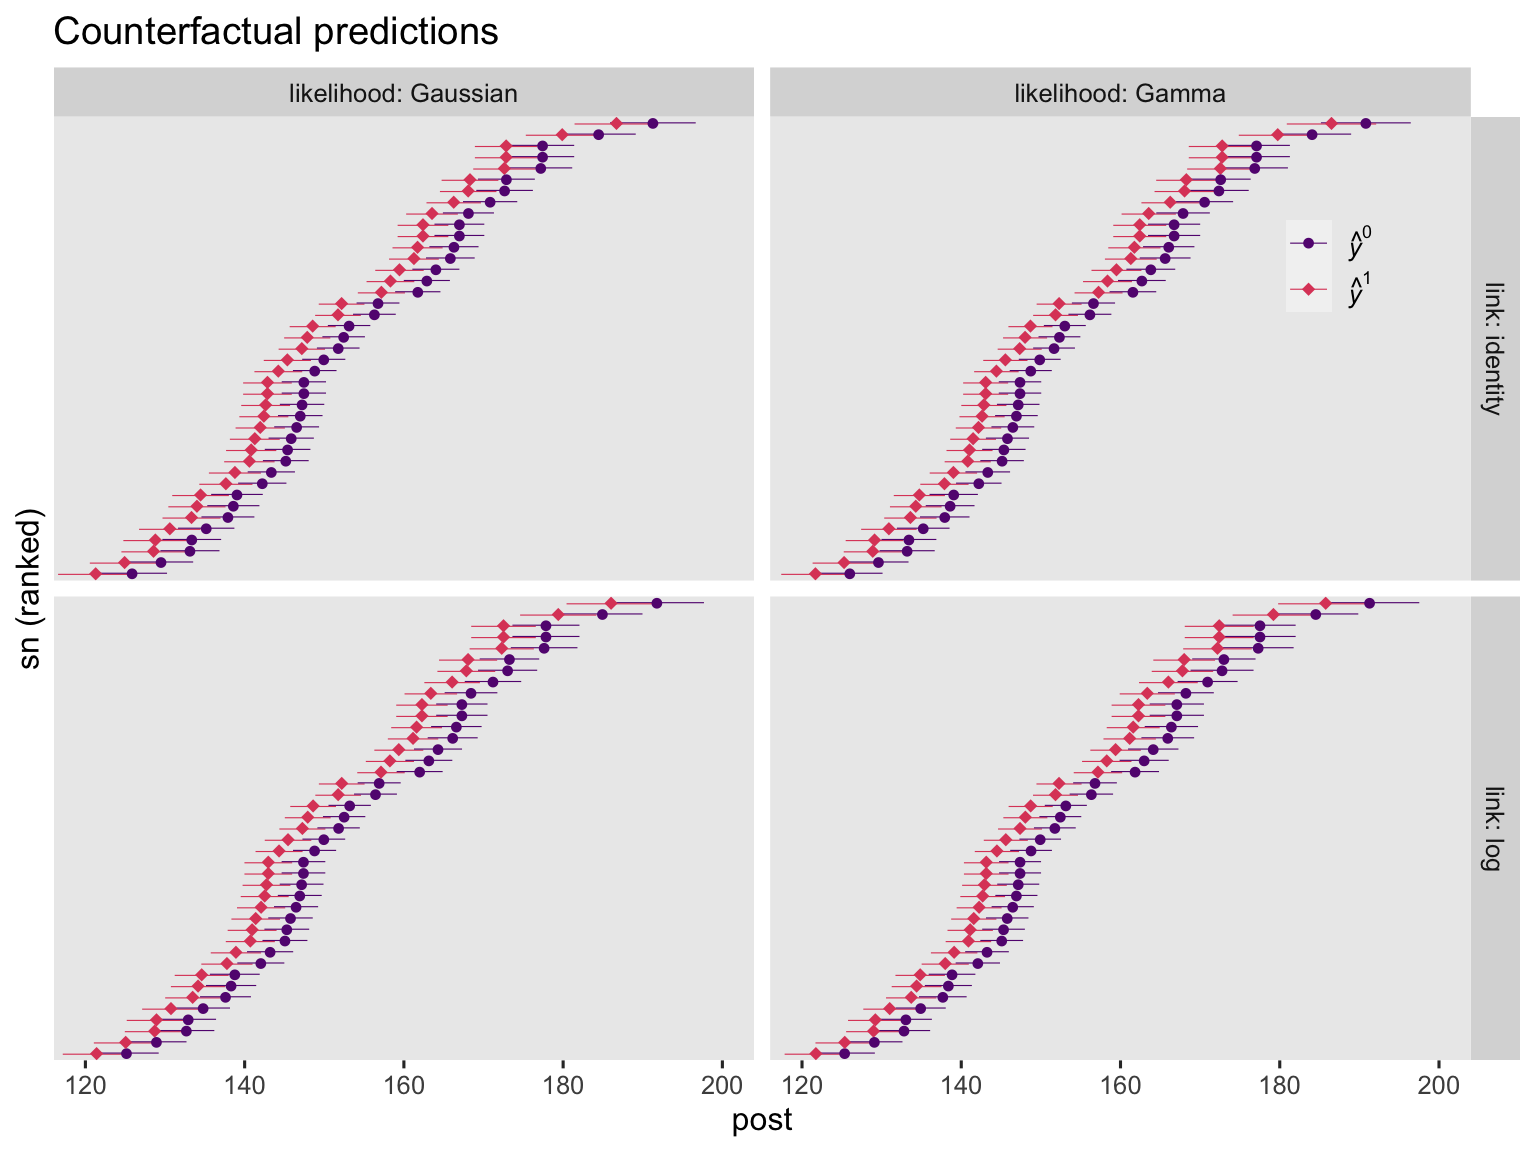 Counterfactual predictions
likelihood: Gaussian
likelihood: Gamma
link: identity
ŷ⁰
ŷ¹
link: log
sn (ranked)
120 140 160 180 200
120 140 160 180 200
post